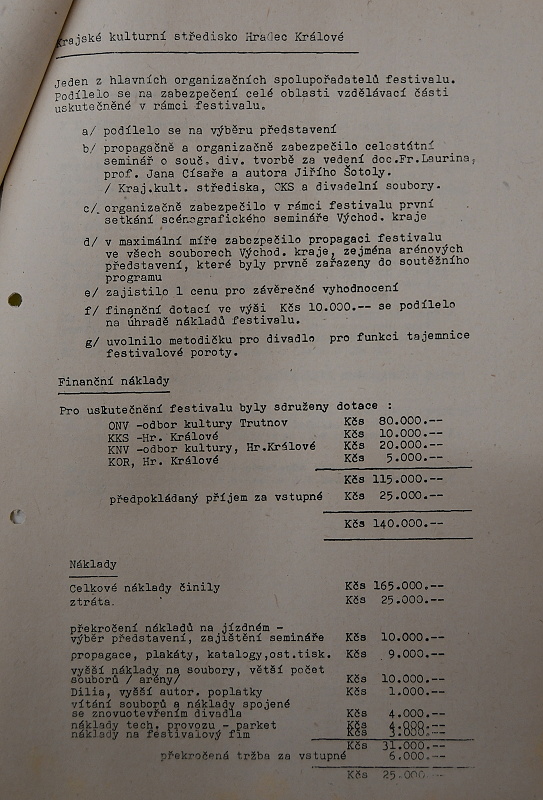 Krajské kulturní středisko Hradec Králové
Jeden z hlavních organizačních spolupořadatelů festivalu.
Podílelo se na zabezpečení celé oblasti vzdělávací části
uskutečněné v rámci festivalu.
a/ podílelo se na výběru představení
b/ propagačně a organizačně zabezpečilo celostátní
seminář o souč. div. tvorbě za vedení doc.Fr.Laurina,
prof. Jana Císaře a autora Jiřího Šotoly.
/ Kraj.kult. střediska, OKS a divadelní soubory.
c/ organizačně zabezpečilo v rámci festivalu první
setkání scénografického semináře Východ. kraje
d/ v maximální míře zabezpečilo propagaci festivalu
ve všech souborech Východ. kraje, zejména arénových
představení, které byly prvně zařazeny do soutěžního
programu
e/ zajistilo 1 cenu pro závěrečné vyhodnocení
f/ finanční dotací ve výši Kčs 10.000.-- se podílelo
na úhradě nákladů festivalu.
g/ uvolnilo metodičku pro divadlo pro funkci tajemnice
festivalové poroty.
Finanční náklady
Pro uskutečnění festivalu byly sdruženy dotace :
ONV -odbor kultury Trutnov Kčs 80.000.--
KKS -Hr. Králové Kčs 10.000.--
KNV -odbor kultury, Hr.Králové Kčs 20.000.--
KOR, Hr. Králové Kčs 5.000.--
Kčs 115.000.--
předpokládaný příjem za vstupné Kčs 25.000.--
Kčs 140.000.--
Náklady
Celkové náklady činily Kčs 165.000.--
ztráta. Kčs 25.000.--
překročení nákladů na jízdném -
výběr představení, zajištění semináře Kčs 10.000.--
propagace, plakáty, katalogy,ost.tisk. Kčs 9.000.--
vyšší náklady na soubory, větší počet
souborů / arény/ Kčs 10.000.--
Dilia, vyšší autor. poplatky Kčs 1.000.--
vítání souborů a náklady spojené
se znovuotevřením divadla Kčs 4.000.--
náklady tech. provozu - parket Kčs
náklady na festivalový fim Kčs 3.000.--
Kčs 31.000.--
překročená tržba za vstupné 6.000.--
Kčs 25.000.--